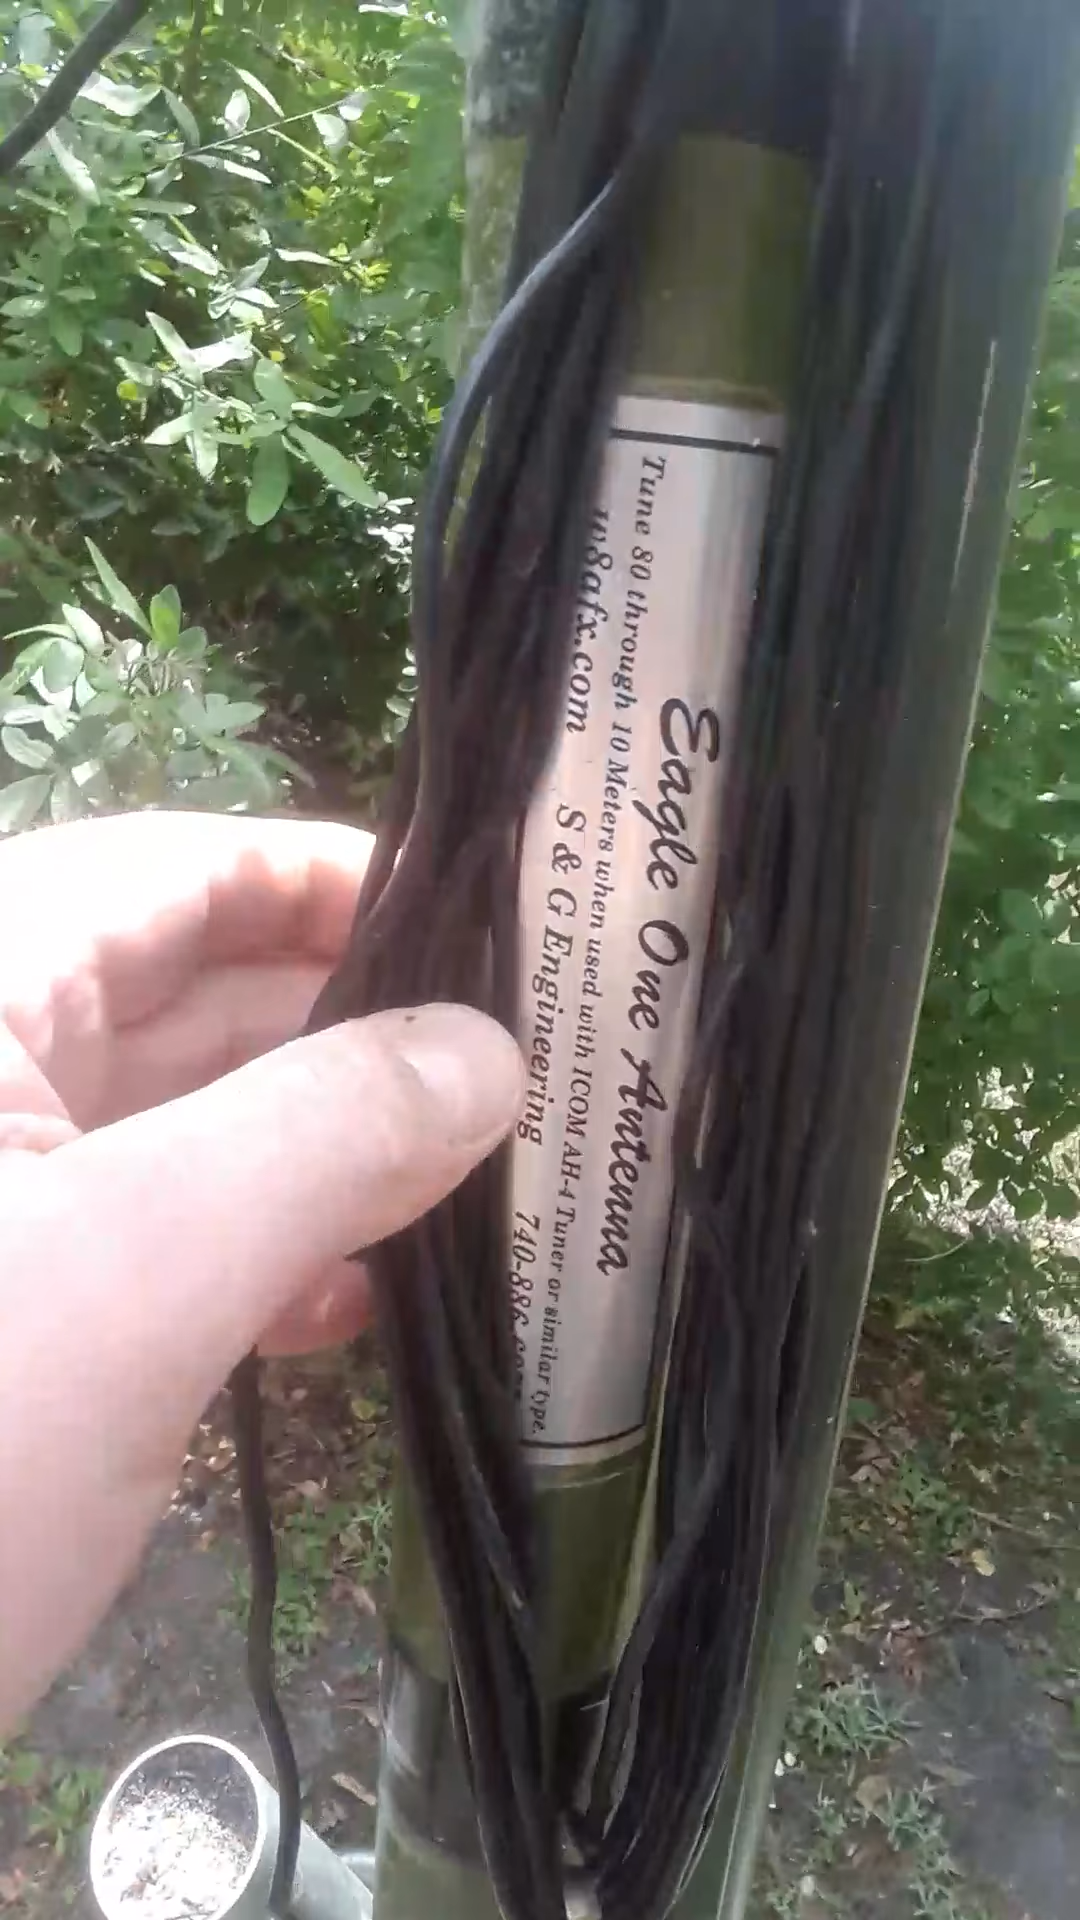 Eagle One Antenna
Tune 80 through 10 Meters when used with ICOM AH-4 Tuner or similar type.
w8afx.com S & G Engineering 740-886-